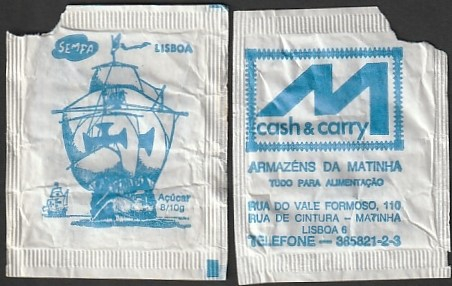 SEMFA
LISBOA
Açúcar
8/10g
M
cash & carry
ARMAZÉNS DA MATINHA
TUDO PARA ALIMENTAÇÃO
RUA DO VALE FORMOSO, 110
RUA DE CINTURA - MATINHA
LISBOA 6
TELEFONE - 385821-2-3